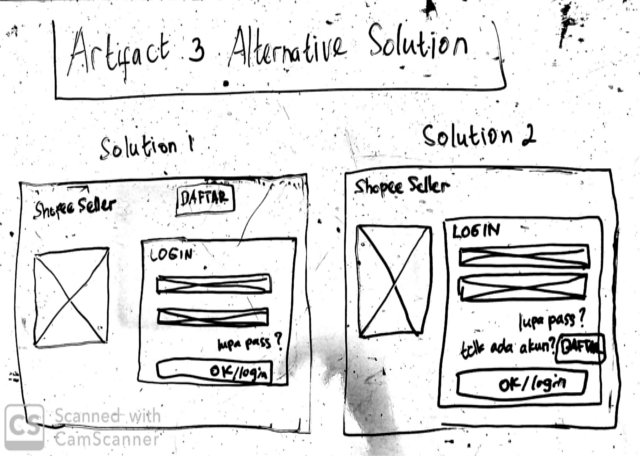 Artifact 3 Alternative Solution
Solution 1
Shopee Seller
DAFTAR
LOGIN
lupa pass?
OK/login
Solution 2
Shopee Seller
LOGIN
lupa pass?
tdk ada akun? DAFTAR
OK/login
CS Scanned with
CamScanner